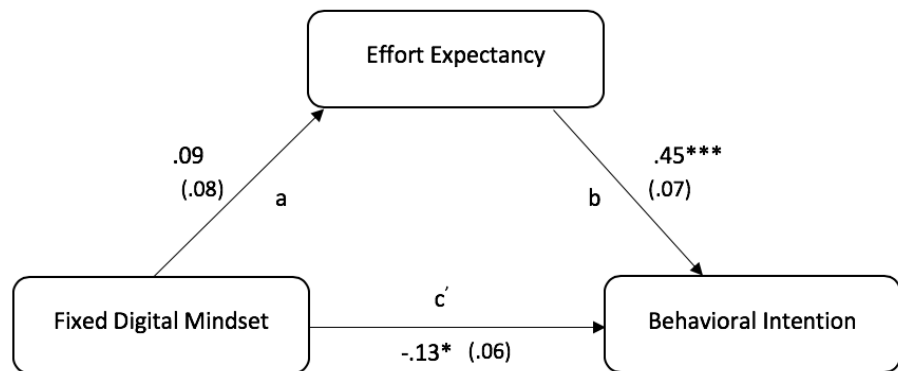 Effort Expectancy
.09
(.08)
a
.45***
(.07)
b
Fixed Digital Mindset
c′
-.13* (.06)
Behavioral Intention